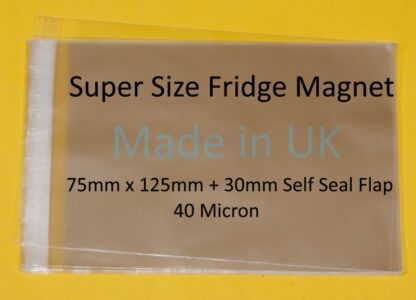 Super Size Fridge Magnet
Made in UK
75mm x 125mm + 30mm Self Seal Flap
40 Micron